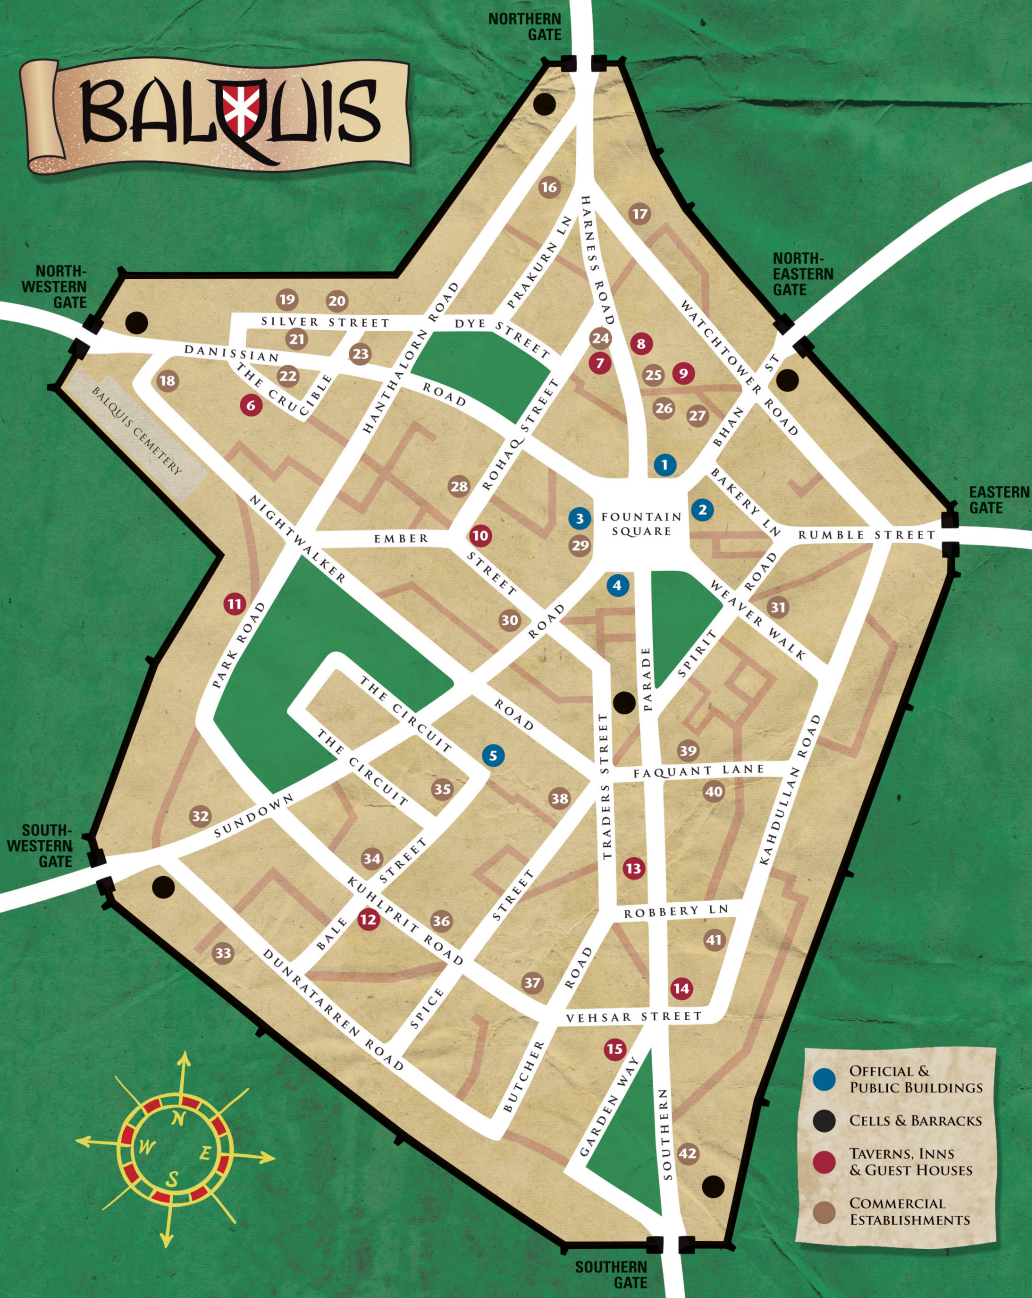 NORTHERN
GATE
BALQUIS
16
17
HARNESS ROAD
PRAKURN LN
NORTH-
WESTERN
GATE
NORTH-
EASTERN
GATE
19
20
SILVER STREET
DYE STREET
HANTHALORN ROAD
WATCHTOWER ROAD
21
23
24
8
7
DANISSIAN ROAD
THE CRUCIBLE
22
18
6
25
9
26
27
BHAN ST
BALQUIS CEMETERY
ROHAQ STREET
1
BAKERY LN
28
2
3
FOUNTAIN
SQUARE
EASTERN
GATE
NIGHTWALKER ROAD
EMBER STREET
10
29
RUMBLE STREET
4
11
PARK ROAD
30
ROAD
WEAVER WALK
31
SPIRIT ROAD
PARADE
THE CIRCUIT
5
THE CIRCUIT
35
38
TRADERS STREET
39
FAQUANT LANE
40
KAHDULLAN ROAD
SOUTH-
WESTERN
GATE
32
SUNDOWN
34
BALE STREET
KUHLPRIT ROAD
12
36
SPICE STREET
13
ROBBERY LN
41
33
DUNRATARREN ROAD
37
BUTCHER ROAD
14
VEHSAR STREET
15
GARDEN WAY
SOUTHERN
42
SOUTHERN
GATE
N
W
E
S
OFFICIAL &
PUBLIC BUILDINGS
CELLS & BARRACKS
TAVERNS, INNS
& GUEST HOUSES
COMMERCIAL
ESTABLISHMENTS